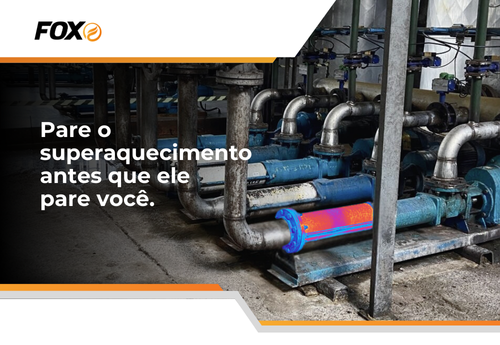 FOX
Pare o
superaquecimento
antes que ele
pare você.